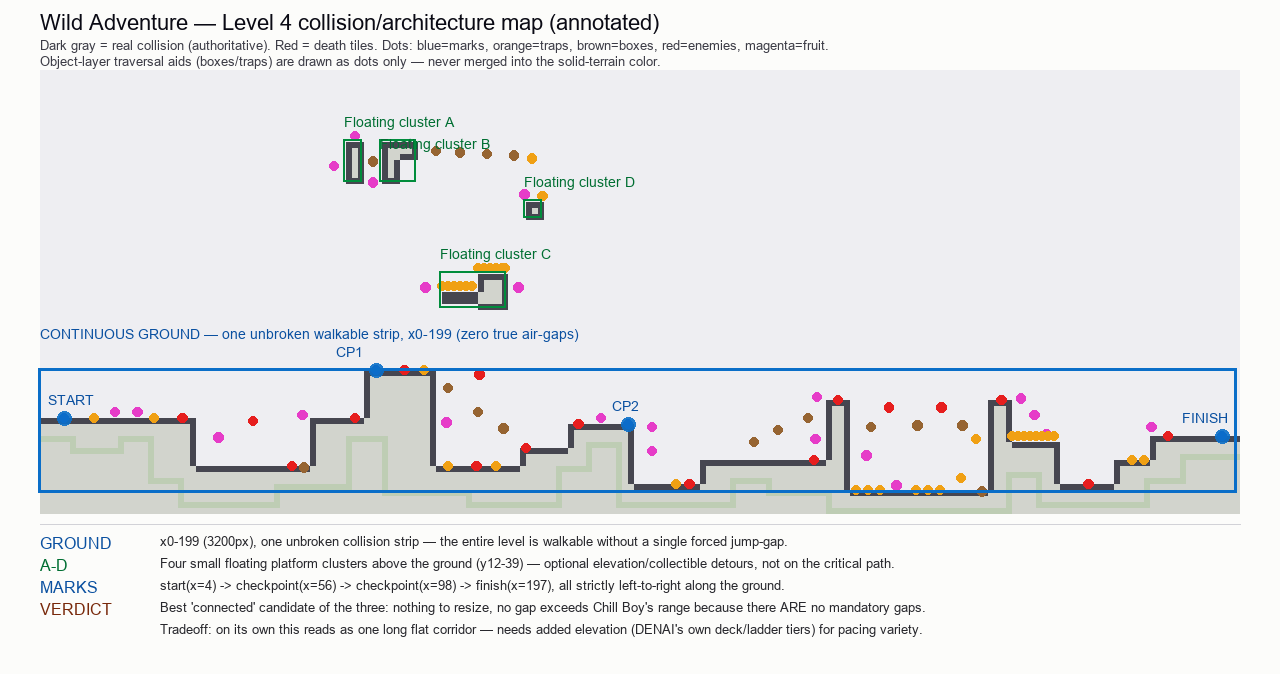 Wild Adventure — Level 4 collision/architecture map (annotated)
Dark gray = real collision (authoritative). Red = death tiles. Dots: blue=marks, orange=traps, brown=boxes, red=enemies, magenta=fruit.
Object-layer traversal aids (boxes/traps) are drawn as dots only — never merged into the solid-terrain color.
Floating cluster A
Floating cluster B
Floating cluster D
Floating cluster C
CONTINUOUS GROUND — one unbroken walkable strip, x0-199 (zero true air-gaps)
CP1
START
CP2
FINISH
GROUND x0-199 (3200px), one unbroken collision strip — the entire level is walkable without a single forced jump-gap.
A-D Four small floating platform clusters above the ground (y12-39) — optional elevation/collectible detours, not on the critical path.
MARKS start(x=4) -> checkpoint(x=56) -> checkpoint(x=98) -> finish(x=197), all strictly left-to-right along the ground.
VERDICT Best 'connected' candidate of the three: nothing to resize, no gap exceeds Chill Boy's range because there ARE no mandatory gaps.
Tradeoff: on its own this reads as one long flat corridor — needs added elevation (DENAI's own deck/ladder tiers) for pacing variety.